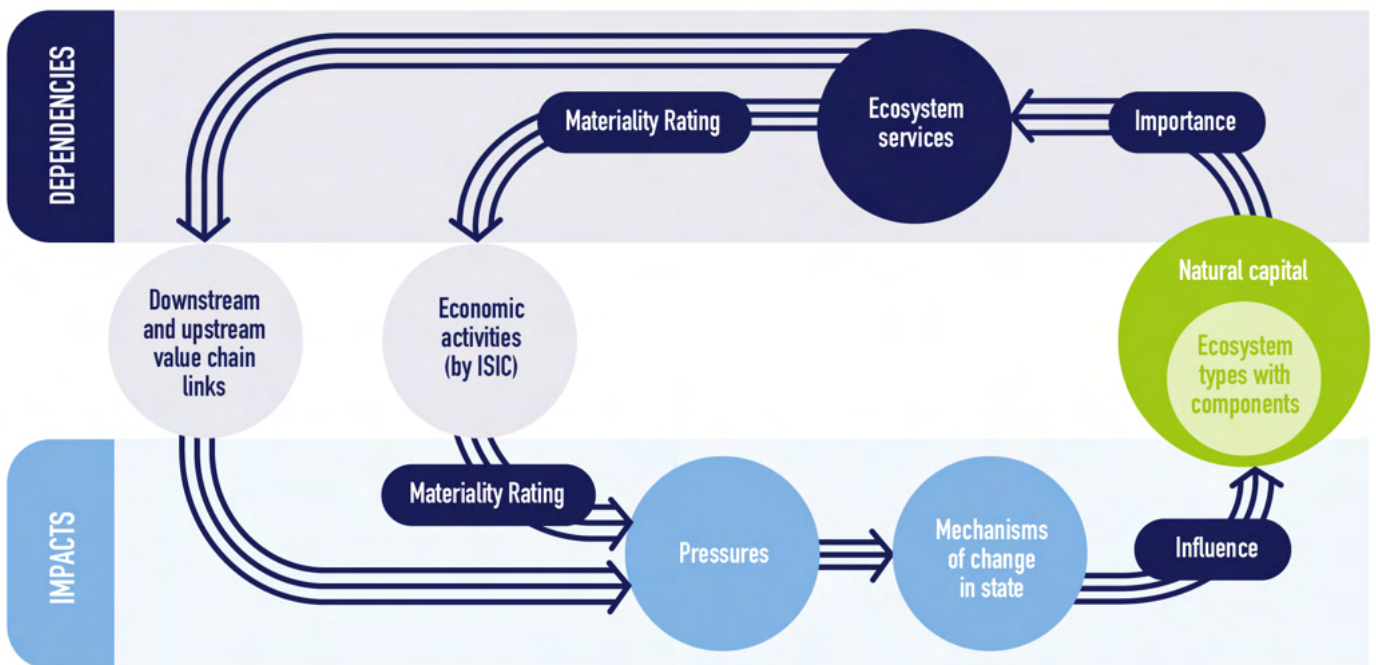 DEPENDENCIES
Materiality Rating
Ecosystem
services
Importance
Downstream
and upstream
value chain
links
Economic
activities
(by ISIC)
Natural capital
Ecosystem
types with
components
IMPACTS
Materiality Rating
Pressures
Mechanisms
of change
in state
Influence